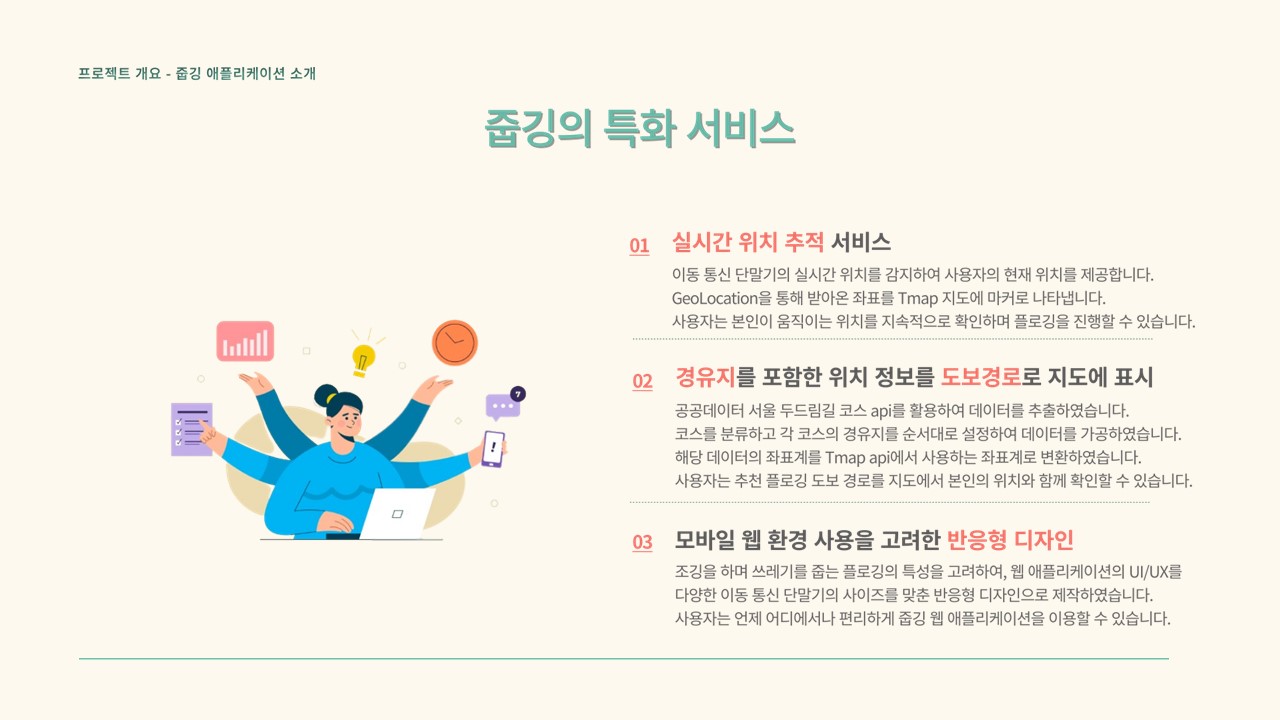 프로젝트 개요 - 줍깅 애플리케이션 소개
줍깅의 특화 서비스
01 실시간 위치 추적 서비스
이동 통신 단말기의 실시간 위치를 감지하여 사용자의 현재 위치를 제공합니다.
GeoLocation을 통해 받아온 좌표를 Tmap 지도에 마커로 나타냅니다.
사용자는 본인이 움직이는 위치를 지속적으로 확인하며 플로깅을 진행할 수 있습니다.
7
!
02 경유지를 포함한 위치 정보를 도보경로로 지도에 표시
공공데이터 서울 두드림길 코스 api를 활용하여 데이터를 추출하였습니다.
코스를 분류하고 각 코스의 경유지를 순서대로 설정하여 데이터를 가공하였습니다.
해당 데이터의 좌표계를 Tmap api에서 사용하는 좌표계로 변환하였습니다.
사용자는 추천 플로깅 도보 경로를 지도에서 본인의 위치와 함께 확인할 수 있습니다.
03 모바일 웹 환경 사용을 고려한 반응형 디자인
조깅을 하며 쓰레기를 줍는 플로깅의 특성을 고려하여, 웹 애플리케이션의 UI/UX를
다양한 이동 통신 단말기의 사이즈를 맞춘 반응형 디자인으로 제작하였습니다.
사용자는 언제 어디에서나 편리하게 줍깅 웹 애플리케이션을 이용할 수 있습니다.